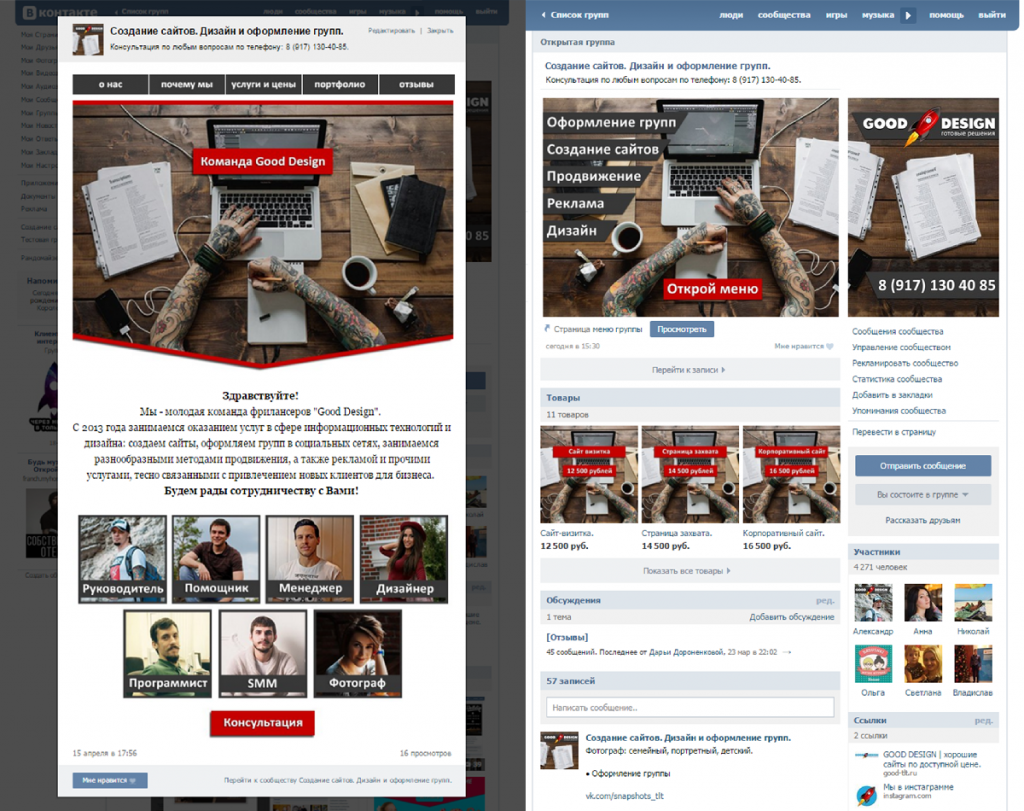 вконтакте
Список групп
люди сообщества игры музыка помощь выйти
Создание сайтов. Дизайн и оформление групп.
Редактировать | Закрыть
Консультация по любым вопросам по телефону: 8 (917) 130-40-85.
о нас
почему мы
услуги и цены
портфолио
отзывы
Команда Good Design
Здравствуйте!
Мы - молодая команда фрилансеров "Good Design".
С 2013 года занимаемся оказанием услуг в сфере информационных технологий и
дизайна: создаем сайты, оформляем групп в социальных сетях, занимаемся
разнообразными методами продвижения, а также рекламой и прочими
услугами, тесно связанными с привлечением новых клиентов для бизнеса.
Будем рады сотрудничеству с Вами!
Руководитель
Помощник
Менеджер
Дизайнер
Программист
SMM
Фотограф
Консультация
15 апреля в 17:56
16 просмотров
Мне нравится
Перейти к сообществу Создание сайтов. Дизайн и оформление групп.
Список групп
люди сообщества игры музыка помощь выйти
Открытая группа
Создание сайтов. Дизайн и оформление групп.
Консультация по любым вопросам по телефону: 8 (917) 130-40-85.
Оформление групп
Создание сайтов
Продвижение
Реклама
Дизайн
Открой меню
GOOD DESIGN
готовые решения
8 (917) 130 40 85
Страница меню группы
Просмотреть
сегодня в 15:30
Мне нравится
Перейти к записи
Товары
11 товаров
Сайт визитка
12 500 рублей
Страница захвата
14 500 рублей
Корпоративный сайт
16 500 рублей
Сайт-визитка.
12 500 руб.
Страница захвата.
14 500 руб.
Корпоративный сайт.
16 500 руб.
Показать все товары
Обсуждения
ред.
1 тема
Добавить обсуждение
[Отзывы]
45 сообщений. Последнее от Дарьи Дороненковой, 23 мар в 22:02 →
57 записей
Написать сообщение..
Создание сайтов. Дизайн и оформление групп.
Фотограф: семейный, портретный, детский.
• Оформление группы
vk.com/snapshots_tlt
Сообщения сообщества
Управление сообществом
Рекламировать сообщество
Статистика сообщества
Добавить в закладки
Упоминания сообщества
Перевести в страницу
Отправить сообщение
Вы состоите в группе
Рассказать друзьям
Участники
4 271 человек
Александр
Анна
Николай
Ольга
Светлана
Владислав
Ссылки
ред.
2 ссылки
GOOD DESIGN | хорошие
сайты по доступной цене.
good-tlt.ru
Мы в инстаграмме
instagram.com